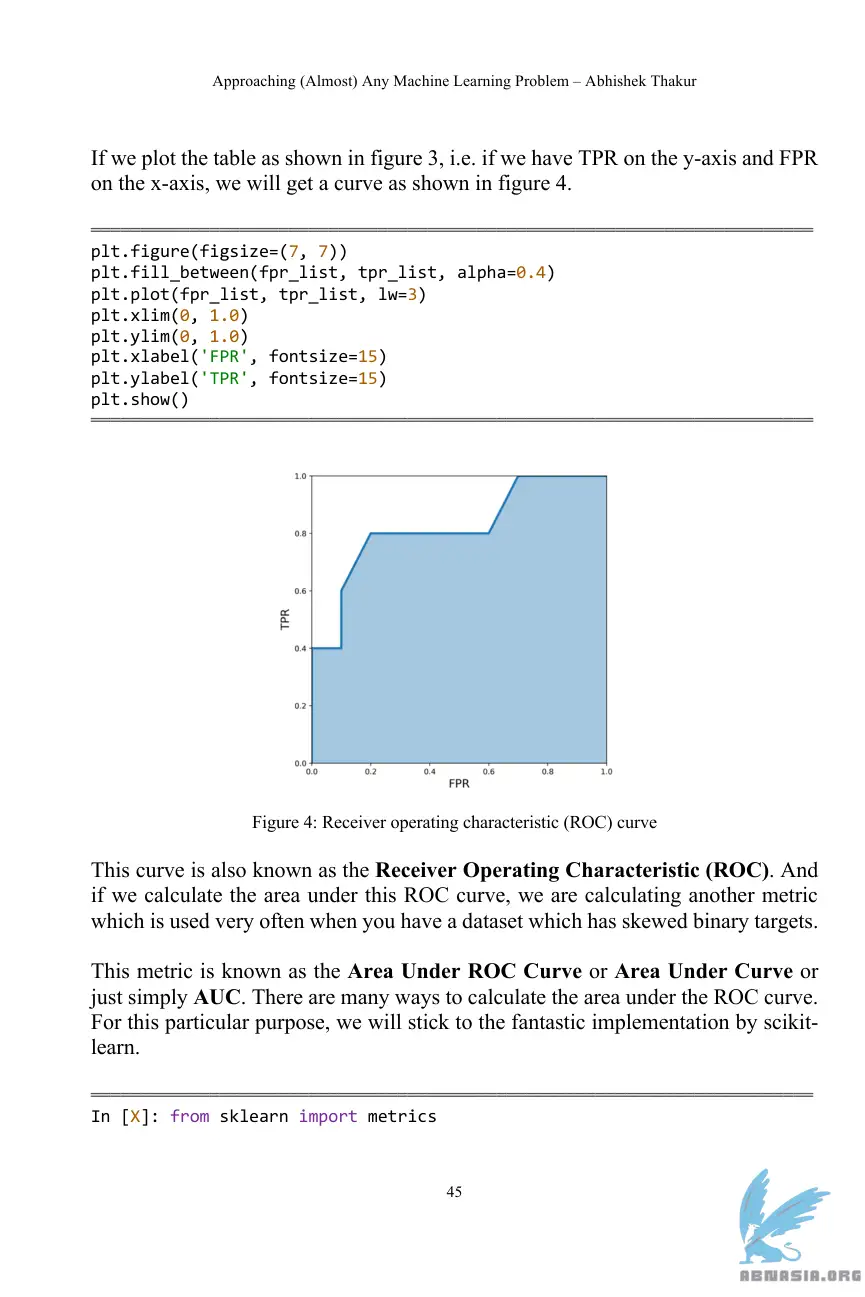 Approaching (Almost) Any Machine Learning Problem – Abhishek Thakur
If we plot the table as shown in figure 3, i.e. if we have TPR on the y-axis and FPR
on the x-axis, we will get a curve as shown in figure 4.
plt.figure(figsize=(7, 7))
plt.fill_between(fpr_list, tpr_list, alpha=0.4)
plt.plot(fpr_list, tpr_list, lw=3)
plt.xlim(0, 1.0)
plt.ylim(0, 1.0)
plt.xlabel('FPR', fontsize=15)
plt.ylabel('TPR', fontsize=15)
plt.show()
1.0
0.8
0.6
TPR
0.4
0.2
0.0
0.0 0.2 0.4 0.6 0.8 1.0
FPR
Figure 4: Receiver operating characteristic (ROC) curve
This curve is also known as the Receiver Operating Characteristic (ROC). And
if we calculate the area under this ROC curve, we are calculating another metric
which is used very often when you have a dataset which has skewed binary targets.
This metric is known as the Area Under ROC Curve or Area Under Curve or
just simply AUC. There are many ways to calculate the area under the ROC curve.
For this particular purpose, we will stick to the fantastic implementation by scikit-
learn.
In [X]: from sklearn import metrics
45
ABNASIA.ORG